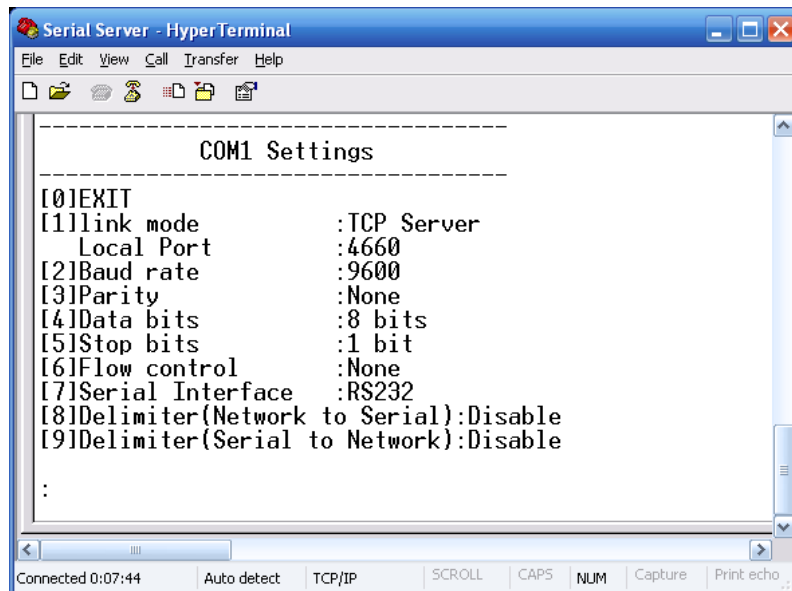 Serial Server - HyperTerminal
File Edit View Call Transfer Help
----------------------------------
COM1 Settings
----------------------------------
[0]EXIT
[1]link mode :TCP Server
Local Port :4660
[2]Baud rate :9600
[3]Parity :None
[4]Data bits :8 bits
[5]Stop bits :1 bit
[6]Flow control :None
[7]Serial Interface :RS232
[8]Delimiter(Network to Serial):Disable
[9]Delimiter(Serial to Network):Disable
:
Connected 0:07:44 Auto detect TCP/IP SCROLL CAPS NUM Capture Print echo